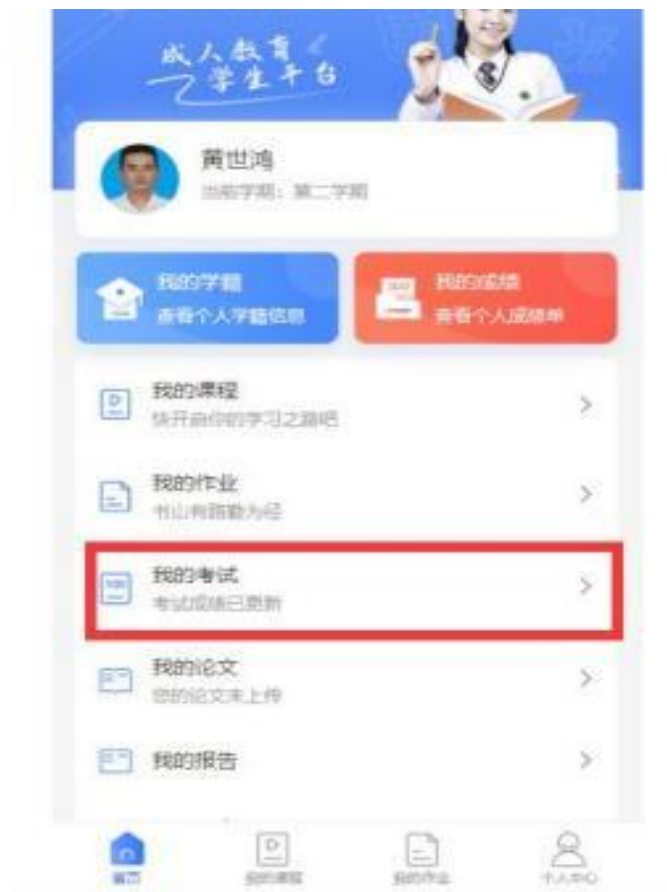 成人教育
学生平台
黄世鸿
当前学期：第二学期
我的学籍
查看个人学籍信息
我的成绩
查看个人成绩单
我的课程
快开启你的学习之路吧
我的作业
书山有路勤为径
100
我的考试
考试成绩已更新
我的论文
您的论文未上传
我的报告
首页
我的课程
我的作业
个人中心